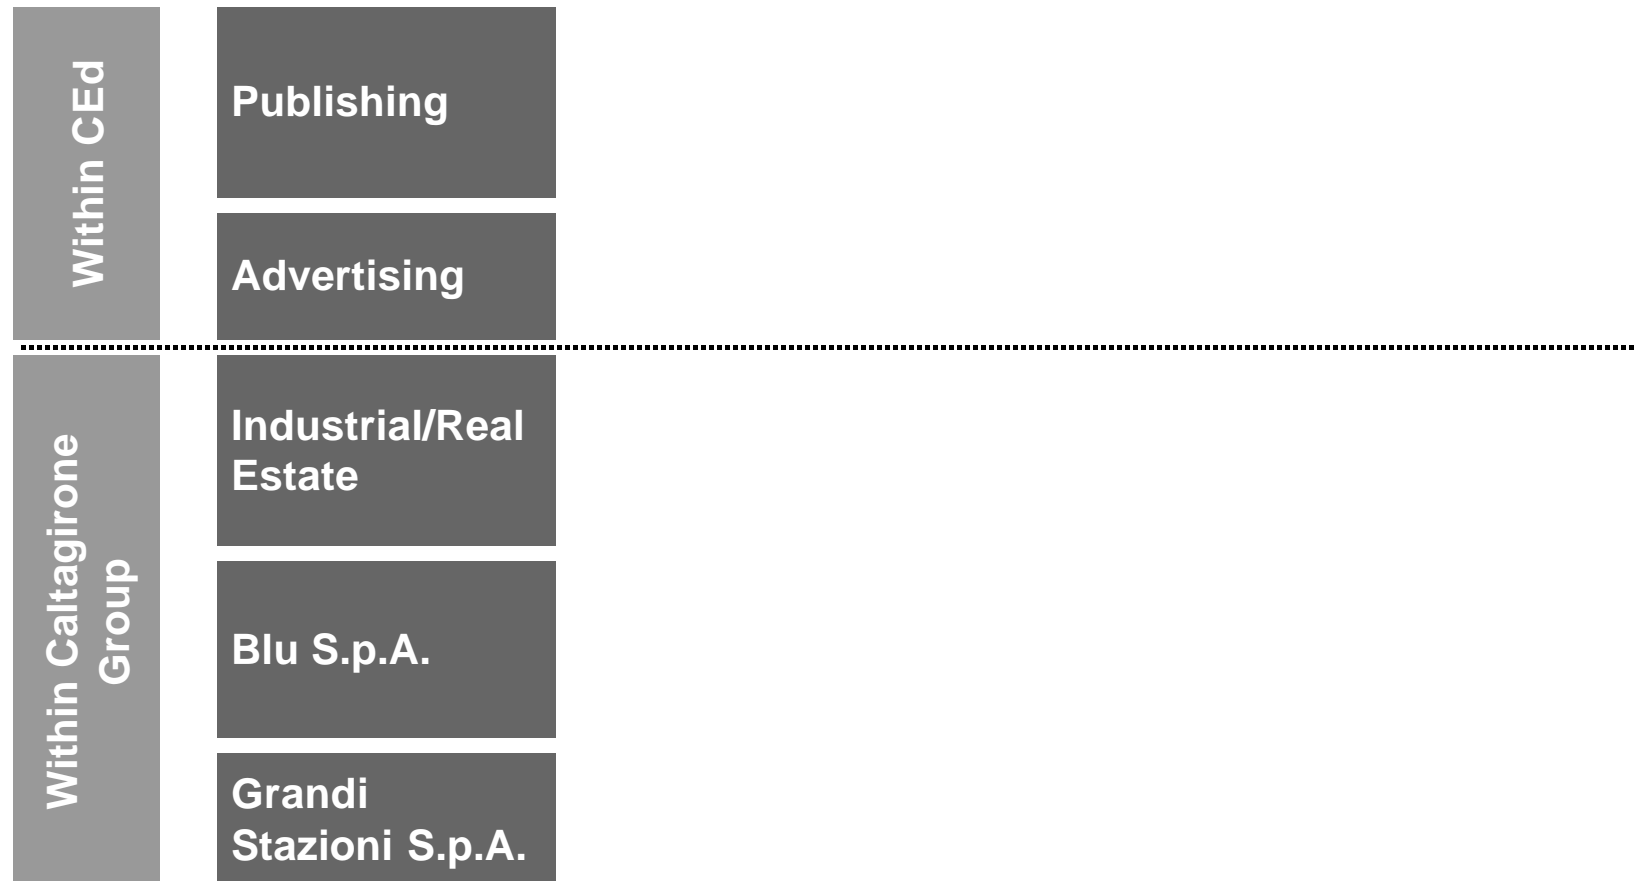 Within CEd
Publishing
Advertising
Within Caltagirone
Group
Industrial/Real
Estate
Blu S.p.A.
Grandi
Stazioni S.p.A.